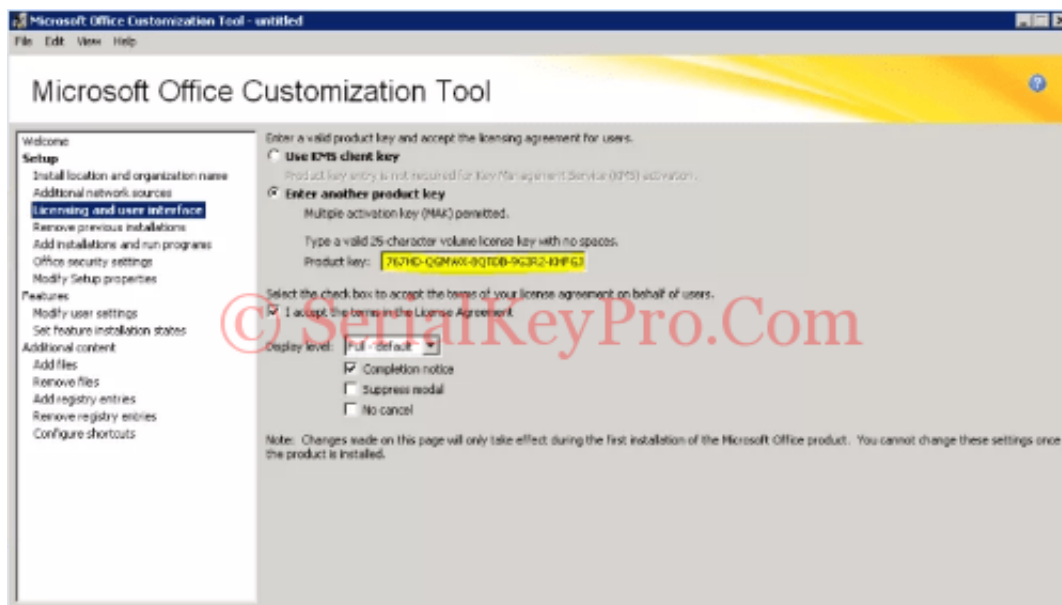 Microsoft Office Customization Tool - untitled
File Edit View Help
Microsoft Office Customization Tool
Welcome
Setup
Install location and organization name
Additional network sources
Licensing and user interface
Remove previous installations
Add installations and run programs
Office security settings
Modify Setup properties
Features
Modify user settings
Set feature installation states
Additional content
Add files
Remove files
Add registry entries
Remove registry entries
Configure shortcuts
Enter a valid product key and accept the licensing agreement for users.
Use KMS client key
Product key entry is not required for Key Management Service (KMS) activation.
Enter another product key
Multiple activation key (MAK) permitted.
Type a valid 25-character volume license key with no spaces.
Product key:
Select the check box to accept the terms of your license agreement on behalf of users.
I accept the terms in the License Agreement
© SerialKeyPro.Com
Display level: Full - default
Completion notice
Suppress modal
No cancel
Note: Changes made on this page will only take effect during the first installation of the Microsoft Office product. You cannot change these settings once
the product is installed.